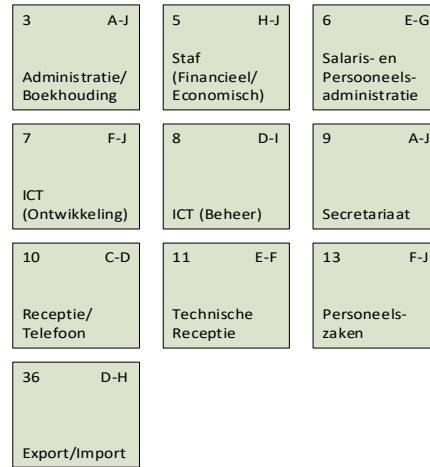 3 A-J
Administratie/
Boekhouding
5 H-J
Staf
(Financieel/
Economisch)
6 E-G
Salaris- en
Persooneels-
administratie
7 F-J
ICT
(Ontwikkeling)
8 D-I
ICT (Beheer)
9 A-J
Secretariaat
10 C-D
Receptie/
Telefoon
11 E-F
Technische
Receptie
13 F-J
Personeels-
zaken
36 D-H
Export/Import